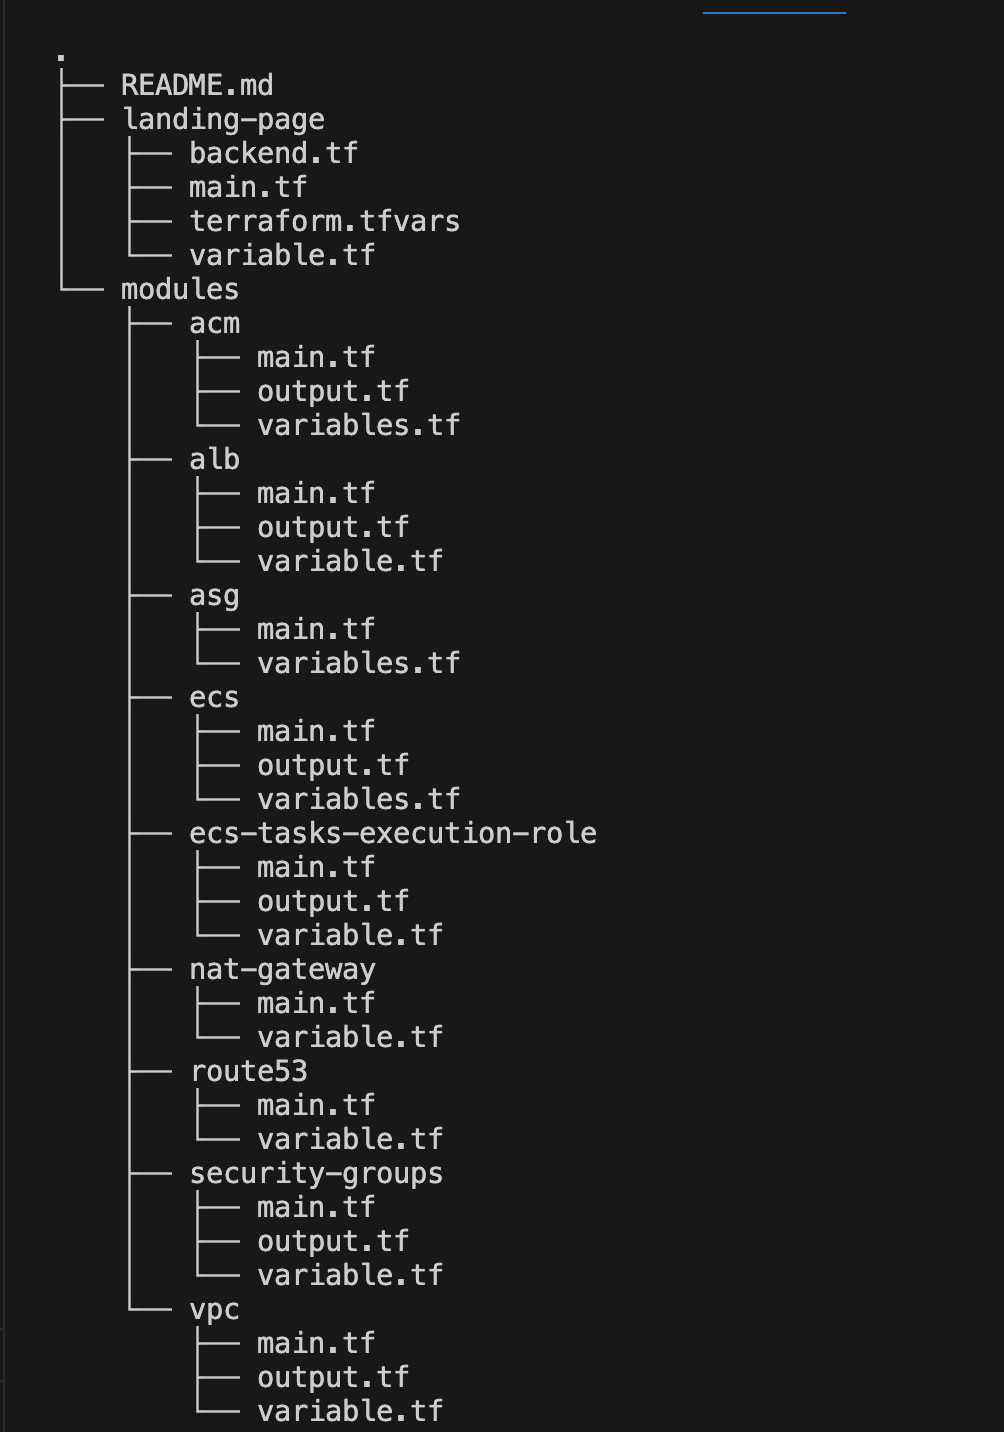 .
├── README.md
├── landing-page
│   ├── backend.tf
│   ├── main.tf
│   ├── terraform.tfvars
│   └── variable.tf
└── modules
    ├── acm
    │   ├── main.tf
    │   ├── output.tf
    │   └── variables.tf
    ├── alb
    │   ├── main.tf
    │   ├── output.tf
    │   └── variable.tf
    ├── asg
    │   ├── main.tf
    │   └── variables.tf
    ├── ecs
    │   ├── main.tf
    │   ├── output.tf
    │   └── variables.tf
    ├── ecs-tasks-execution-role
    │   ├── main.tf
    │   ├── output.tf
    │   └── variable.tf
    ├── nat-gateway
    │   ├── main.tf
    │   └── variable.tf
    ├── route53
    │   ├── main.tf
    │   └── variable.tf
    ├── security-groups
    │   ├── main.tf
    │   ├── output.tf
    │   └── variable.tf
    └── vpc
        ├── main.tf
        ├── output.tf
        └── variable.tf